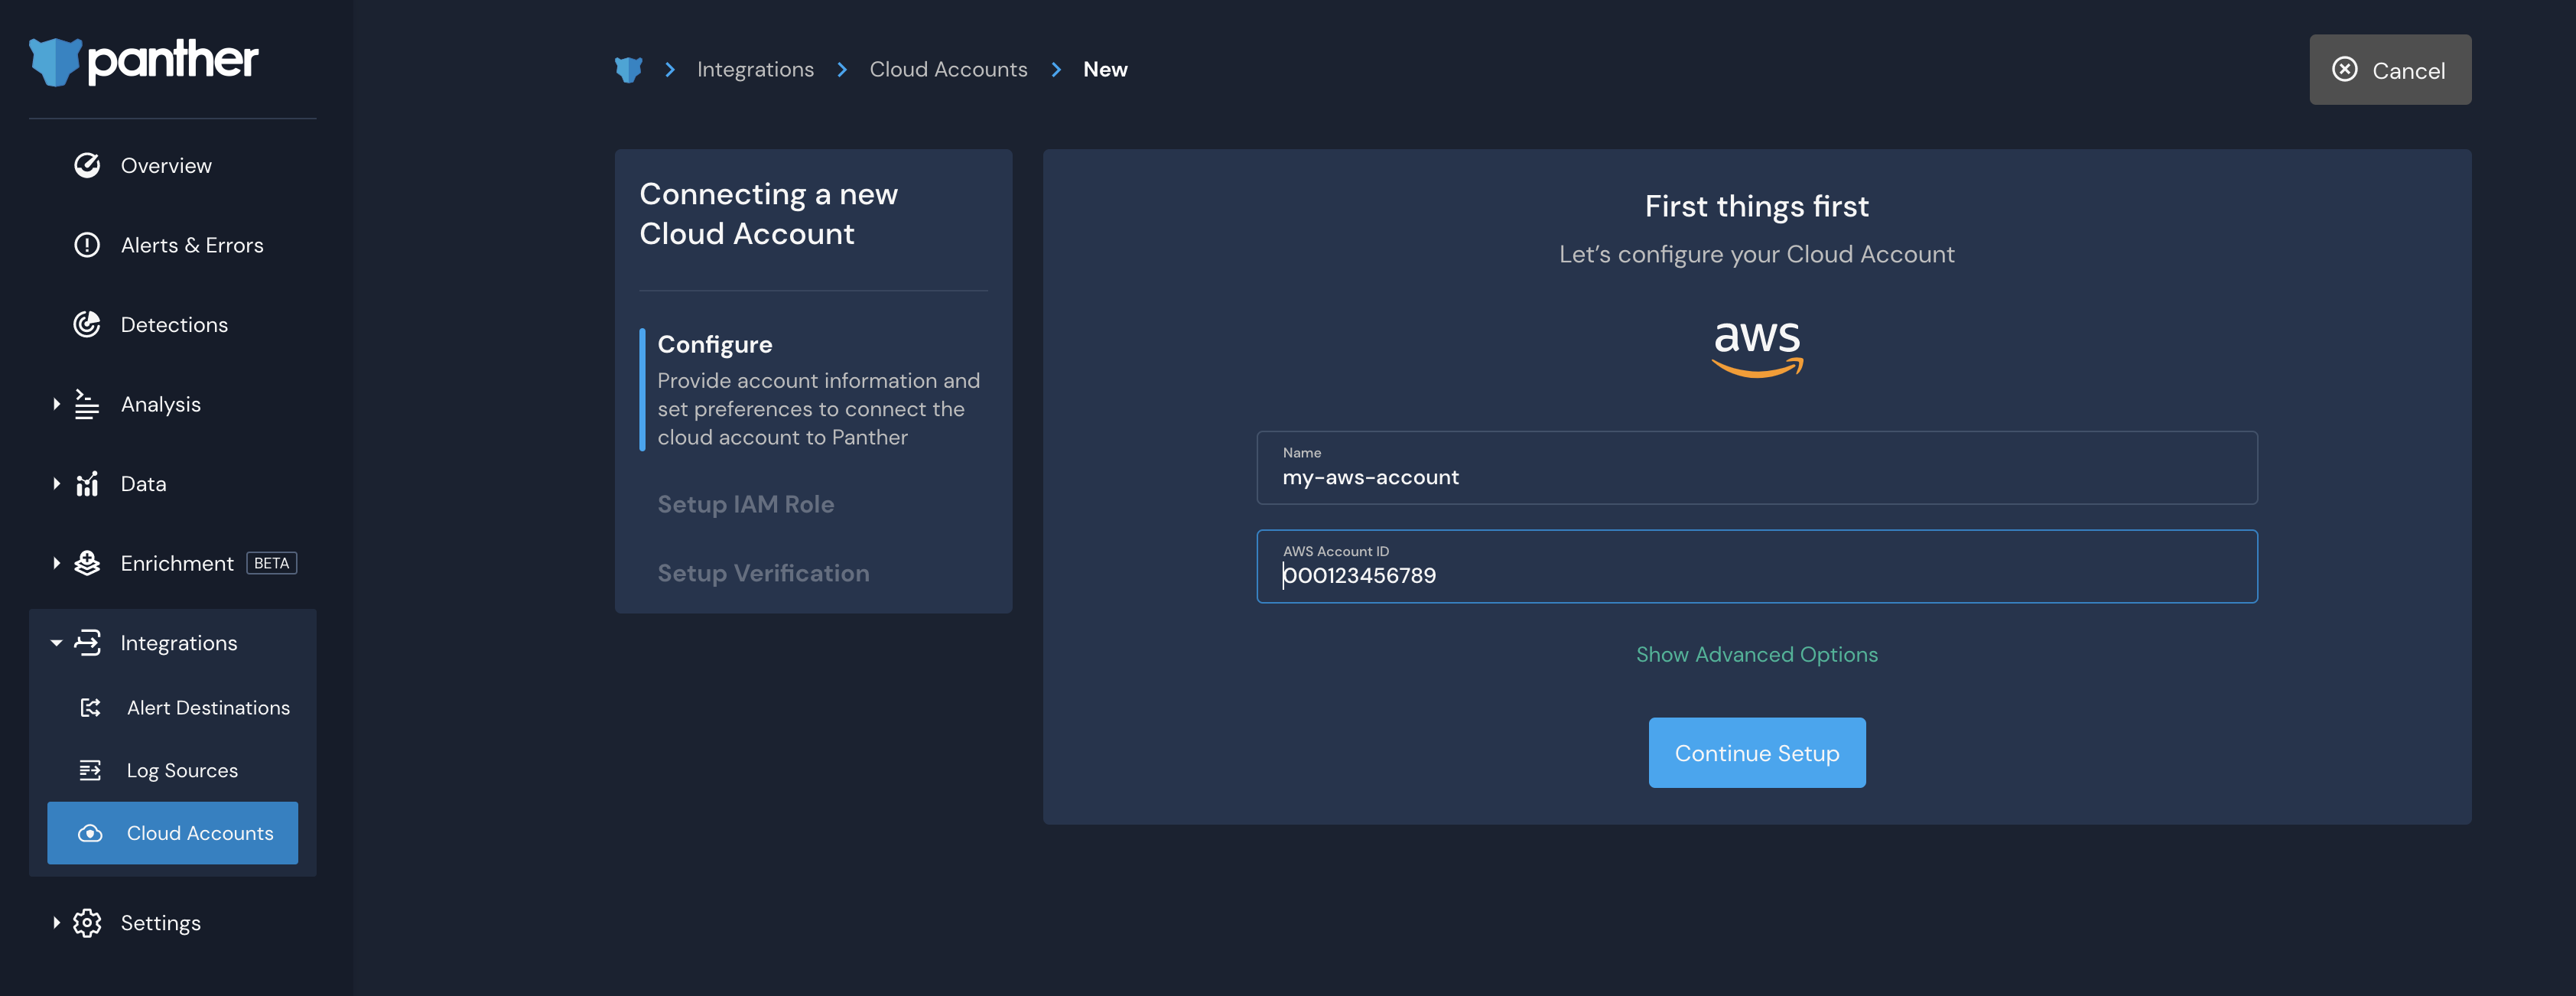 panther
Overview
Alerts & Errors
Detections
Analysis
Data
Enrichment BETA
Integrations
Alert Destinations
Log Sources
Cloud Accounts
Settings
Integrations Cloud Accounts New
Cancel
Connecting a new
Cloud Account
Configure
Provide account information and
set preferences to connect the
cloud account to Panther
Setup IAM Role
Setup Verification
First things first
Let’s configure your Cloud Account
aws
Name
my-aws-account
AWS Account ID
000123456789
Show Advanced Options
Continue Setup